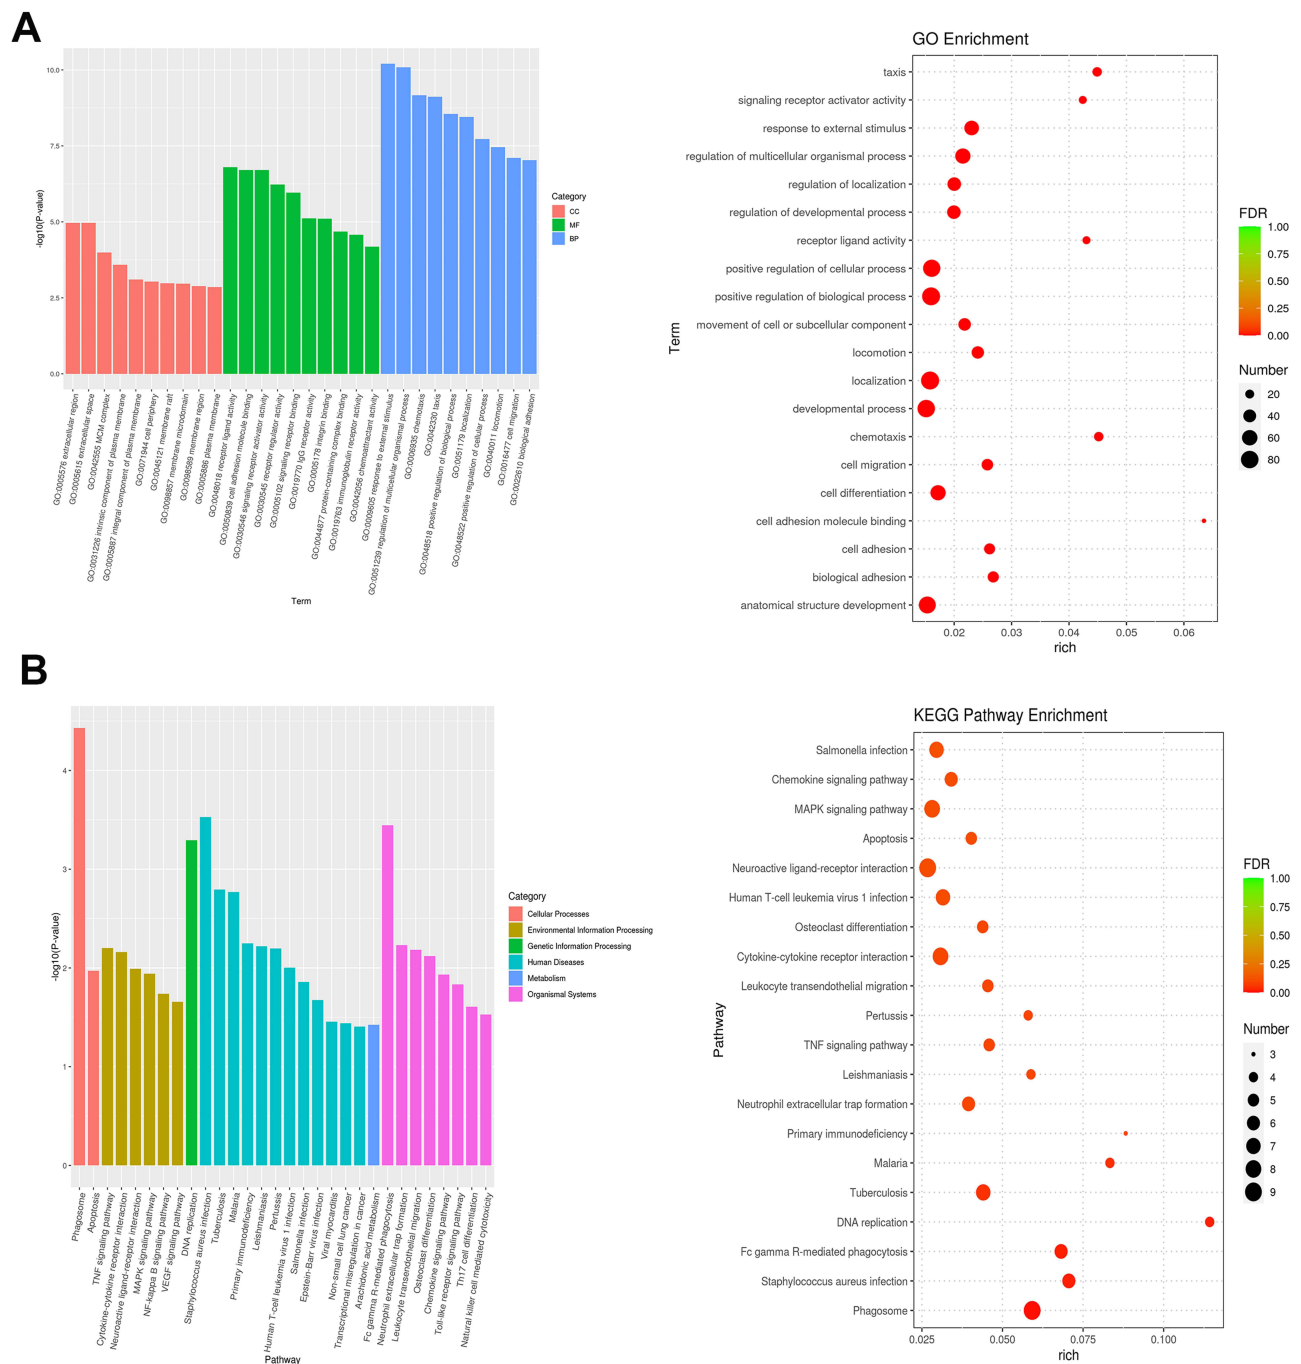 A
10.0
7.5
5.0
2.5
0.0
-log10(P-value)
GO:0005576 extracellular region
GO:0005615 extracellular space
GO:0042555 MCM complex
GO:0031226 intrinsic component of plasma membrane
GO:0005887 integral component of plasma membrane
GO:0071944 cell periphery
GO:0045121 membrane raft
GO:0098857 membrane microdomain
GO:0098589 membrane region
GO:0005886 plasma membrane
GO:0048018 receptor ligand activity
GO:0050839 cell adhesion molecule binding
GO:0030546 signaling receptor activator activity
GO:0030545 receptor regulator activity
GO:0005102 signaling receptor binding
GO:0019770 IgG receptor activity
GO:0005178 integrin binding
GO:0044877 protein-containing complex binding
GO:0019763 immunoglobulin receptor activity
GO:0042056 chemoattractant activity
GO:0009605 response to external stimulus
GO:0051239 regulation of multicellular organismal process
GO:0006935 chemotaxis
GO:0042330 taxis
GO:0048518 positive regulation of biological process
GO:0051179 localization
GO:0048522 positive regulation of cellular process
GO:0040011 locomotion
GO:0016477 cell migration
GO:0022610 biological adhesion
Term
Category
CC
MF
BP
GO Enrichment
taxis
signaling receptor activator activity
response to external stimulus
regulation of multicellular organismal process
regulation of localization
regulation of developmental process
receptor ligand activity
positive regulation of cellular process
positive regulation of biological process
movement of cell or subcellular component
locomotion
localization
developmental process
chemotaxis
cell migration
cell differentiation
cell adhesion molecule binding
cell adhesion
biological adhesion
anatomical structure development
Term
0.02 0.03 0.04 0.05 0.06
rich
FDR
1.00
0.75
0.50
0.25
0.00
Number
20
40
60
80
B
4
3
2
1
0
-log10(P-value)
Phagosome
Apoptosis
TNF signaling pathway
Cytokine-cytokine receptor interaction
Neuroactive ligand-receptor interaction
MAPK signaling pathway
NF-kappa B signaling pathway
VEGF signaling pathway
DNA replication
Staphylococcus aureus infection
Tuberculosis
Malaria
Primary immunodeficiency
Leishmaniasis
Pertussis
Human T-cell leukemia virus 1 infection
Salmonella infection
Epstein-Barr virus infection
Viral myocarditis
Non-small cell lung cancer
Transcriptional misregulation in cancer
Arachidonic acid metabolism
Fc gamma R-mediated phagocytosis
Neutrophil extracellular trap formation
Leukocyte transendothelial migration
Osteoclast differentiation
Chemokine signaling pathway
Toll-like receptor signaling pathway
Th17 cell differentiation
Natural killer cell mediated cytotoxicity
Pathway
Category
Cellular Processes
Environmental Information Processing
Genetic Information Processing
Human Diseases
Metabolism
Organismal Systems
KEGG Pathway Enrichment
Salmonella infection
Chemokine signaling pathway
MAPK signaling pathway
Apoptosis
Neuroactive ligand-receptor interaction
Human T-cell leukemia virus 1 infection
Osteoclast differentiation
Cytokine-cytokine receptor interaction
Leukocyte transendothelial migration
Pertussis
TNF signaling pathway
Leishmaniasis
Neutrophil extracellular trap formation
Primary immunodeficiency
Malaria
Tuberculosis
DNA replication
Fc gamma R-mediated phagocytosis
Staphylococcus aureus infection
Phagosome
Pathway
0.025 0.050 0.075 0.100
rich
FDR
1.00
0.75
0.50
0.25
0.00
Number
3
4
5
6
7
8
9